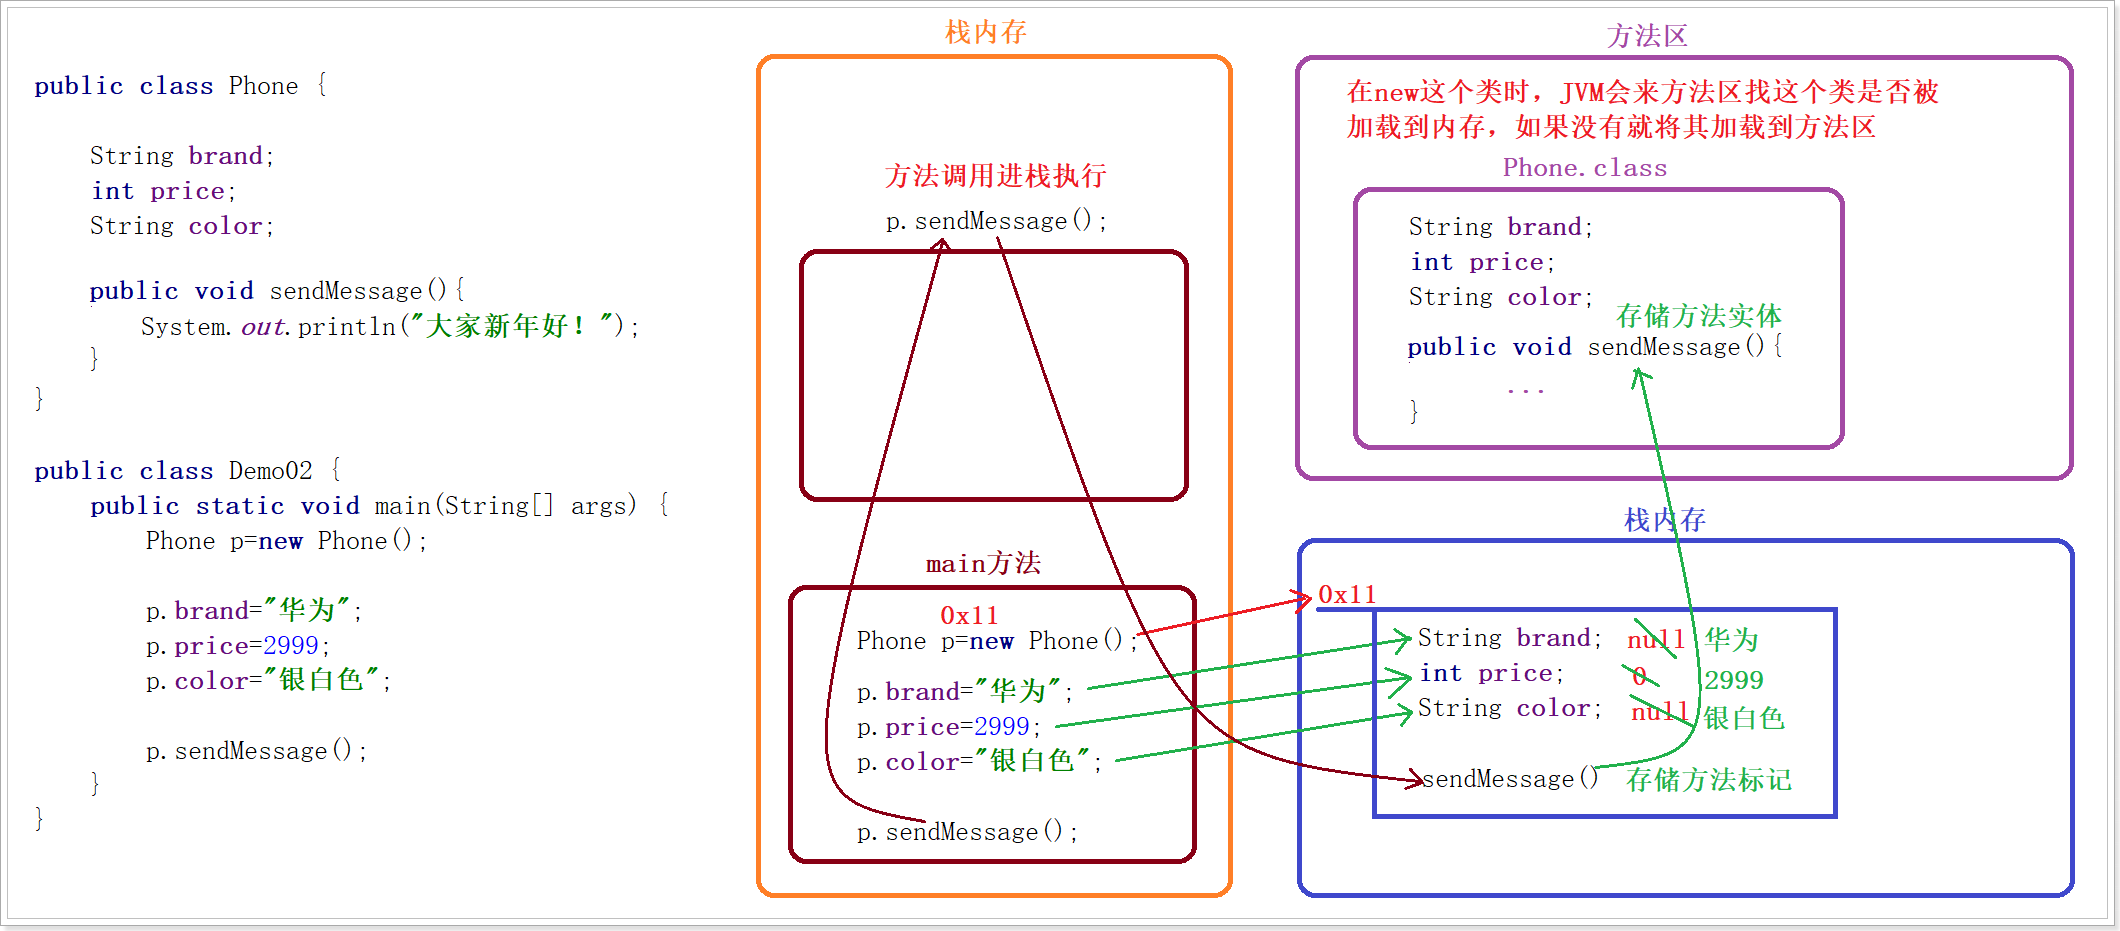 public class Phone {
String brand;
int price;
String color;
public void sendMessage(){
System.out.println("大家新年好！");
}
}
public class Demo02 {
public static void main(String[] args) {
Phone p=new Phone();
p.brand="华为";
p.price=2999;
p.color="银白色";
p.sendMessage();
}
}
栈内存
方法调用进栈执行
p.sendMessage();
main方法
0x11
Phone p=new Phone();
p.brand="华为";
p.price=2999;
p.color="银白色";
p.sendMessage();
方法区
在new这个类时，JVM会来方法区找这个类是否被
加载到内存，如果没有就将其加载到方法区
Phone.class
String brand;
int price;
String color;
存储方法实体
public void sendMessage(){
...
}
栈内存
0x11
String brand; null 华为
int price; 0 2999
String color; null 银白色
sendMessage() 存储方法标记